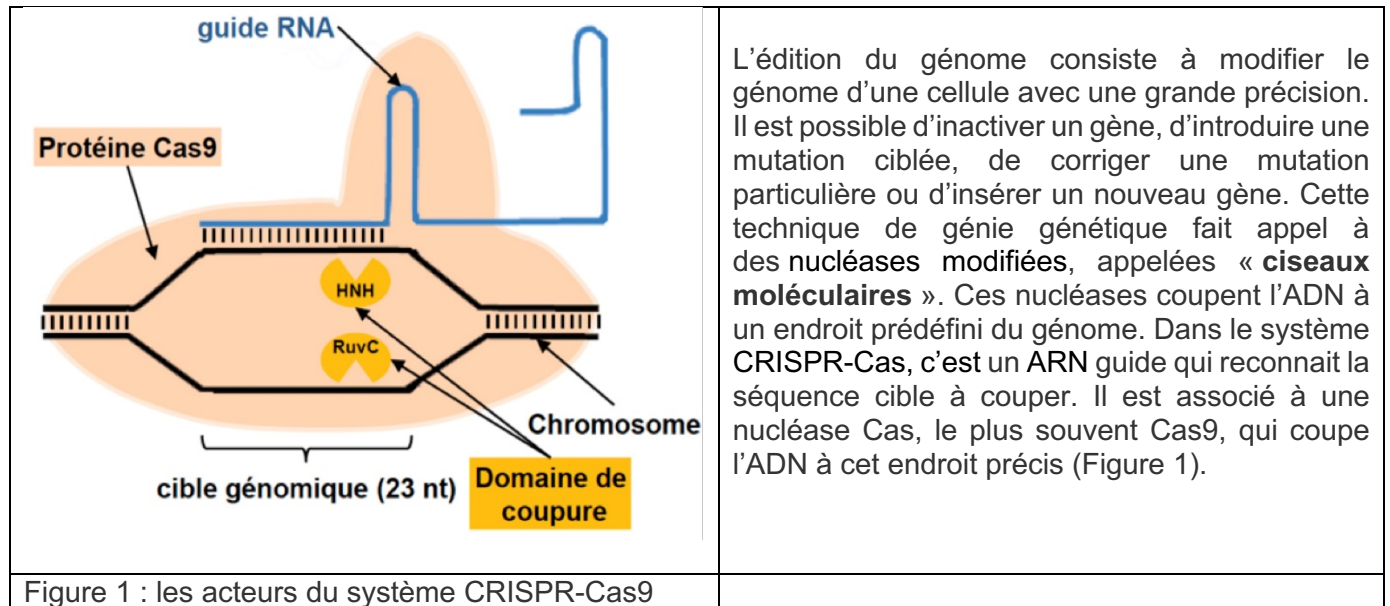 guide RNA
Protéine Cas9
HNH
RuvC
Chromosome
cible génomique (23 nt)
Domaine de
coupure
L’édition du génome consiste à modifier le
génome d’une cellule avec une grande précision.
Il est possible d’inactiver un gène, d’introduire une
mutation ciblée, de corriger une mutation
particulière ou d’insérer un nouveau gène. Cette
technique de génie génétique fait appel à
des nucléases modifiées, appelées « ciseaux
moléculaires ». Ces nucléases coupent l’ADN à
un endroit prédéfini du génome. Dans le système
CRISPR-Cas, c’est un ARN guide qui reconnait la
séquence cible à couper. Il est associé à une
nucléase Cas, le plus souvent Cas9, qui coupe
l’ADN à cet endroit précis (Figure 1).
Figure 1 : les acteurs du système CRISPR-Cas9